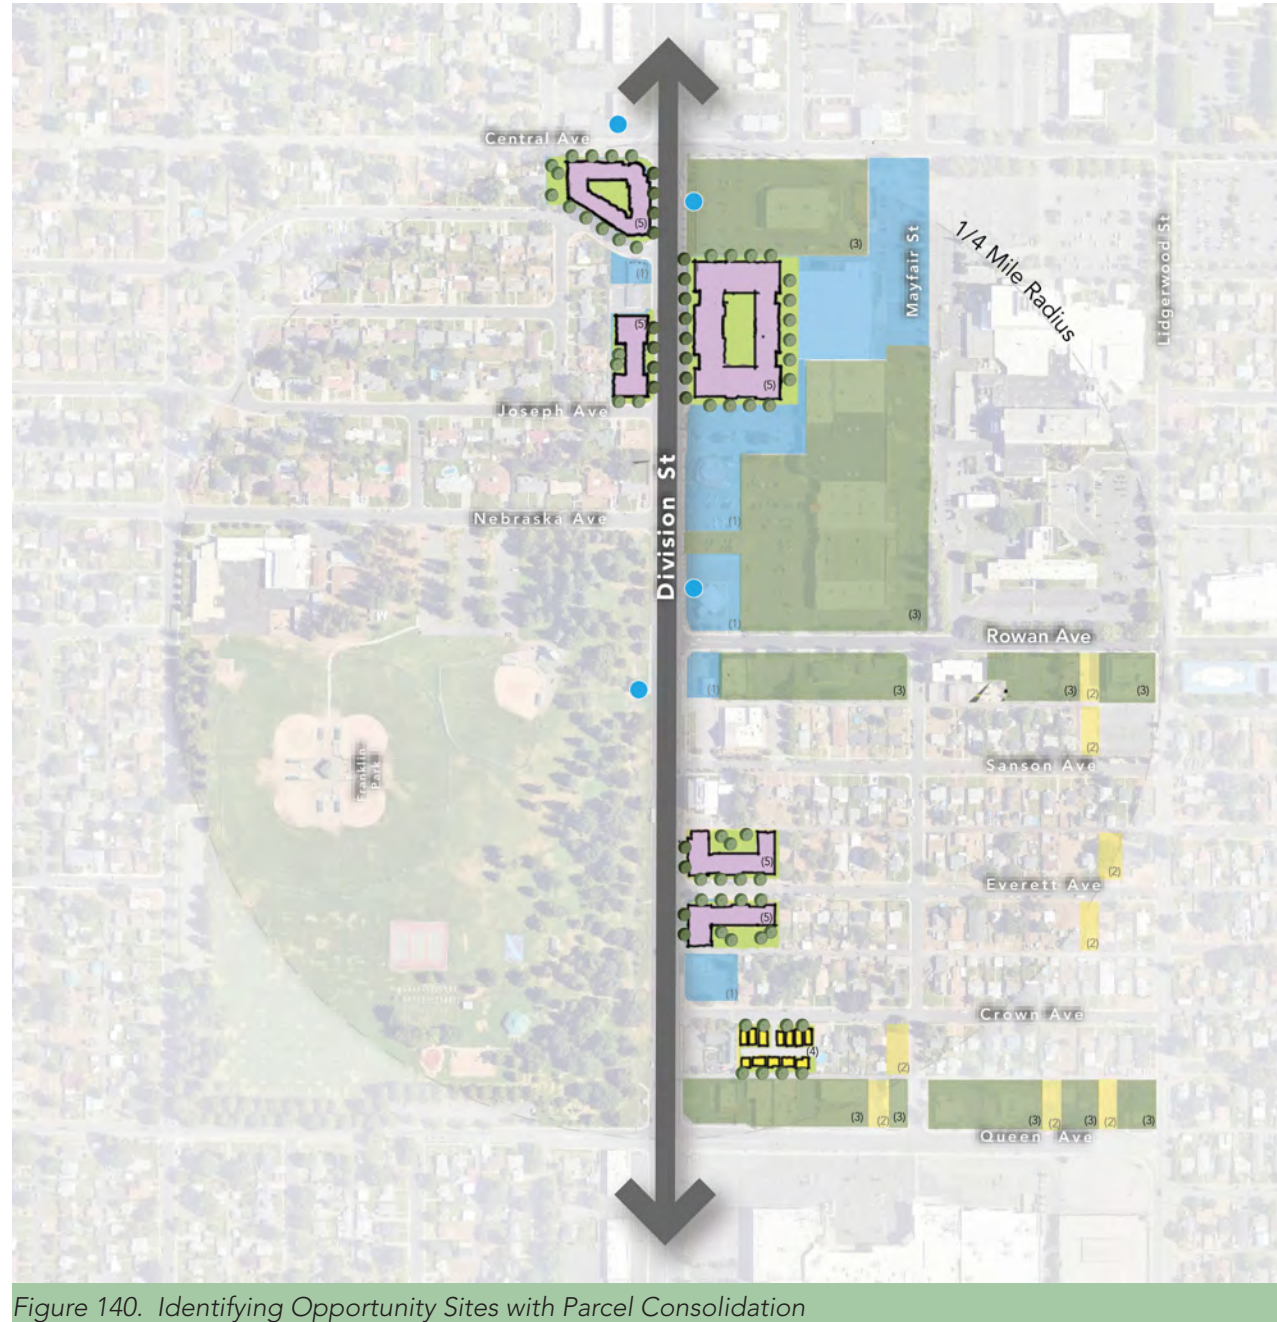 Central Ave
(5)
(3)
1/4 Mile Radius
Mayfair St
Lidgerwood St
(1)
(5)
(5)
Joseph Ave
Division St
Nebraska Ave
(1)
(3)
(1)
Rowan Ave
(1)
(3)
(3)
(2)
(3)
(2)
Sanson Ave
Franklin
Park
(5)
(2)
Everett Ave
(5)
(2)
(1)
Crown Ave
(4)
(2)
(3)
(2)
(3)
(3)
(2)
(3)
(2)
(3)
Queen Ave
Figure 140. Identifying Opportunity Sites with Parcel Consolidation